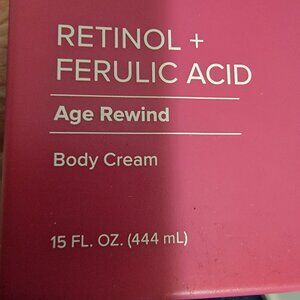 RETINOL +
FERULIC ACID
Age Rewind
Body Cream
15 FL. OZ. (444 mL)